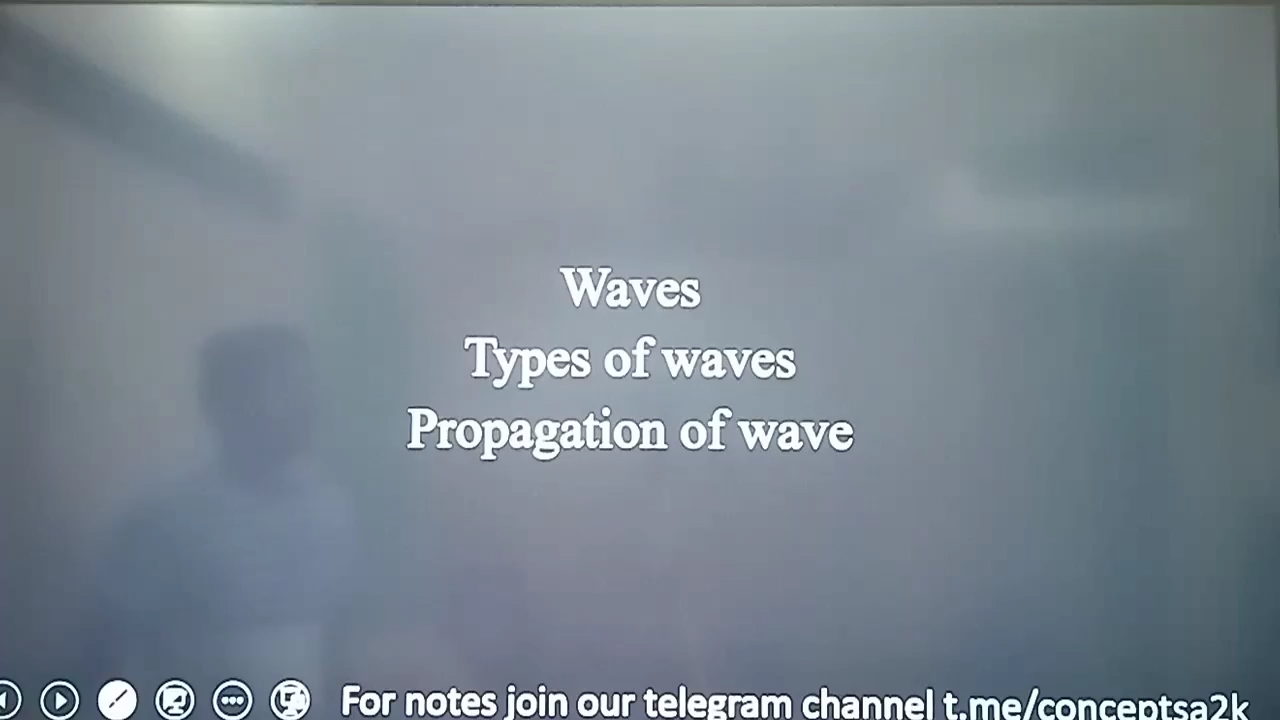 Waves
Types of waves
Propagation of wave
For notes join our telegram channel t.me/conceptsa2k